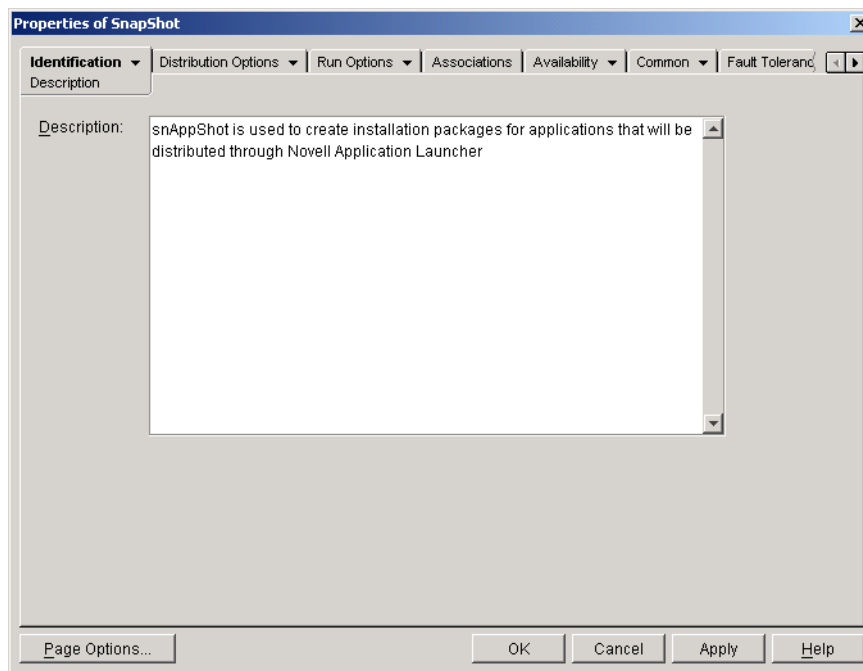 Properties of SnapShot
Identification Distribution Options Run Options Associations Availability Common Fault Toleranc
Description
Description: snAppShot is used to create installation packages for applications that will be
distributed through Novell Application Launcher
Page Options... OK Cancel Apply Help